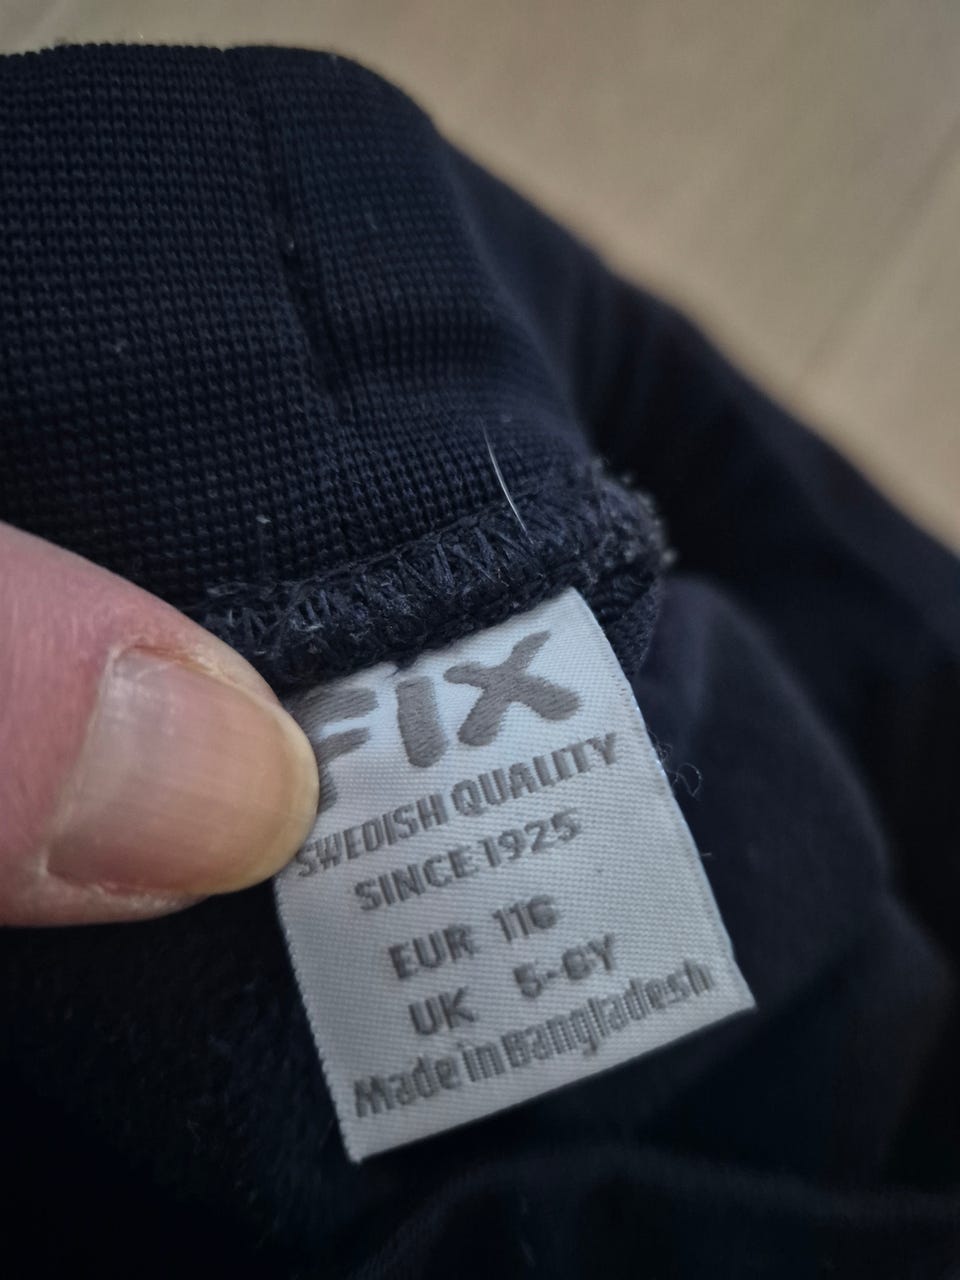 FIX
SWEDISH QUALITY
SINCE 1925
EUR 116
UK 5-6Y
Made in Bangladesh